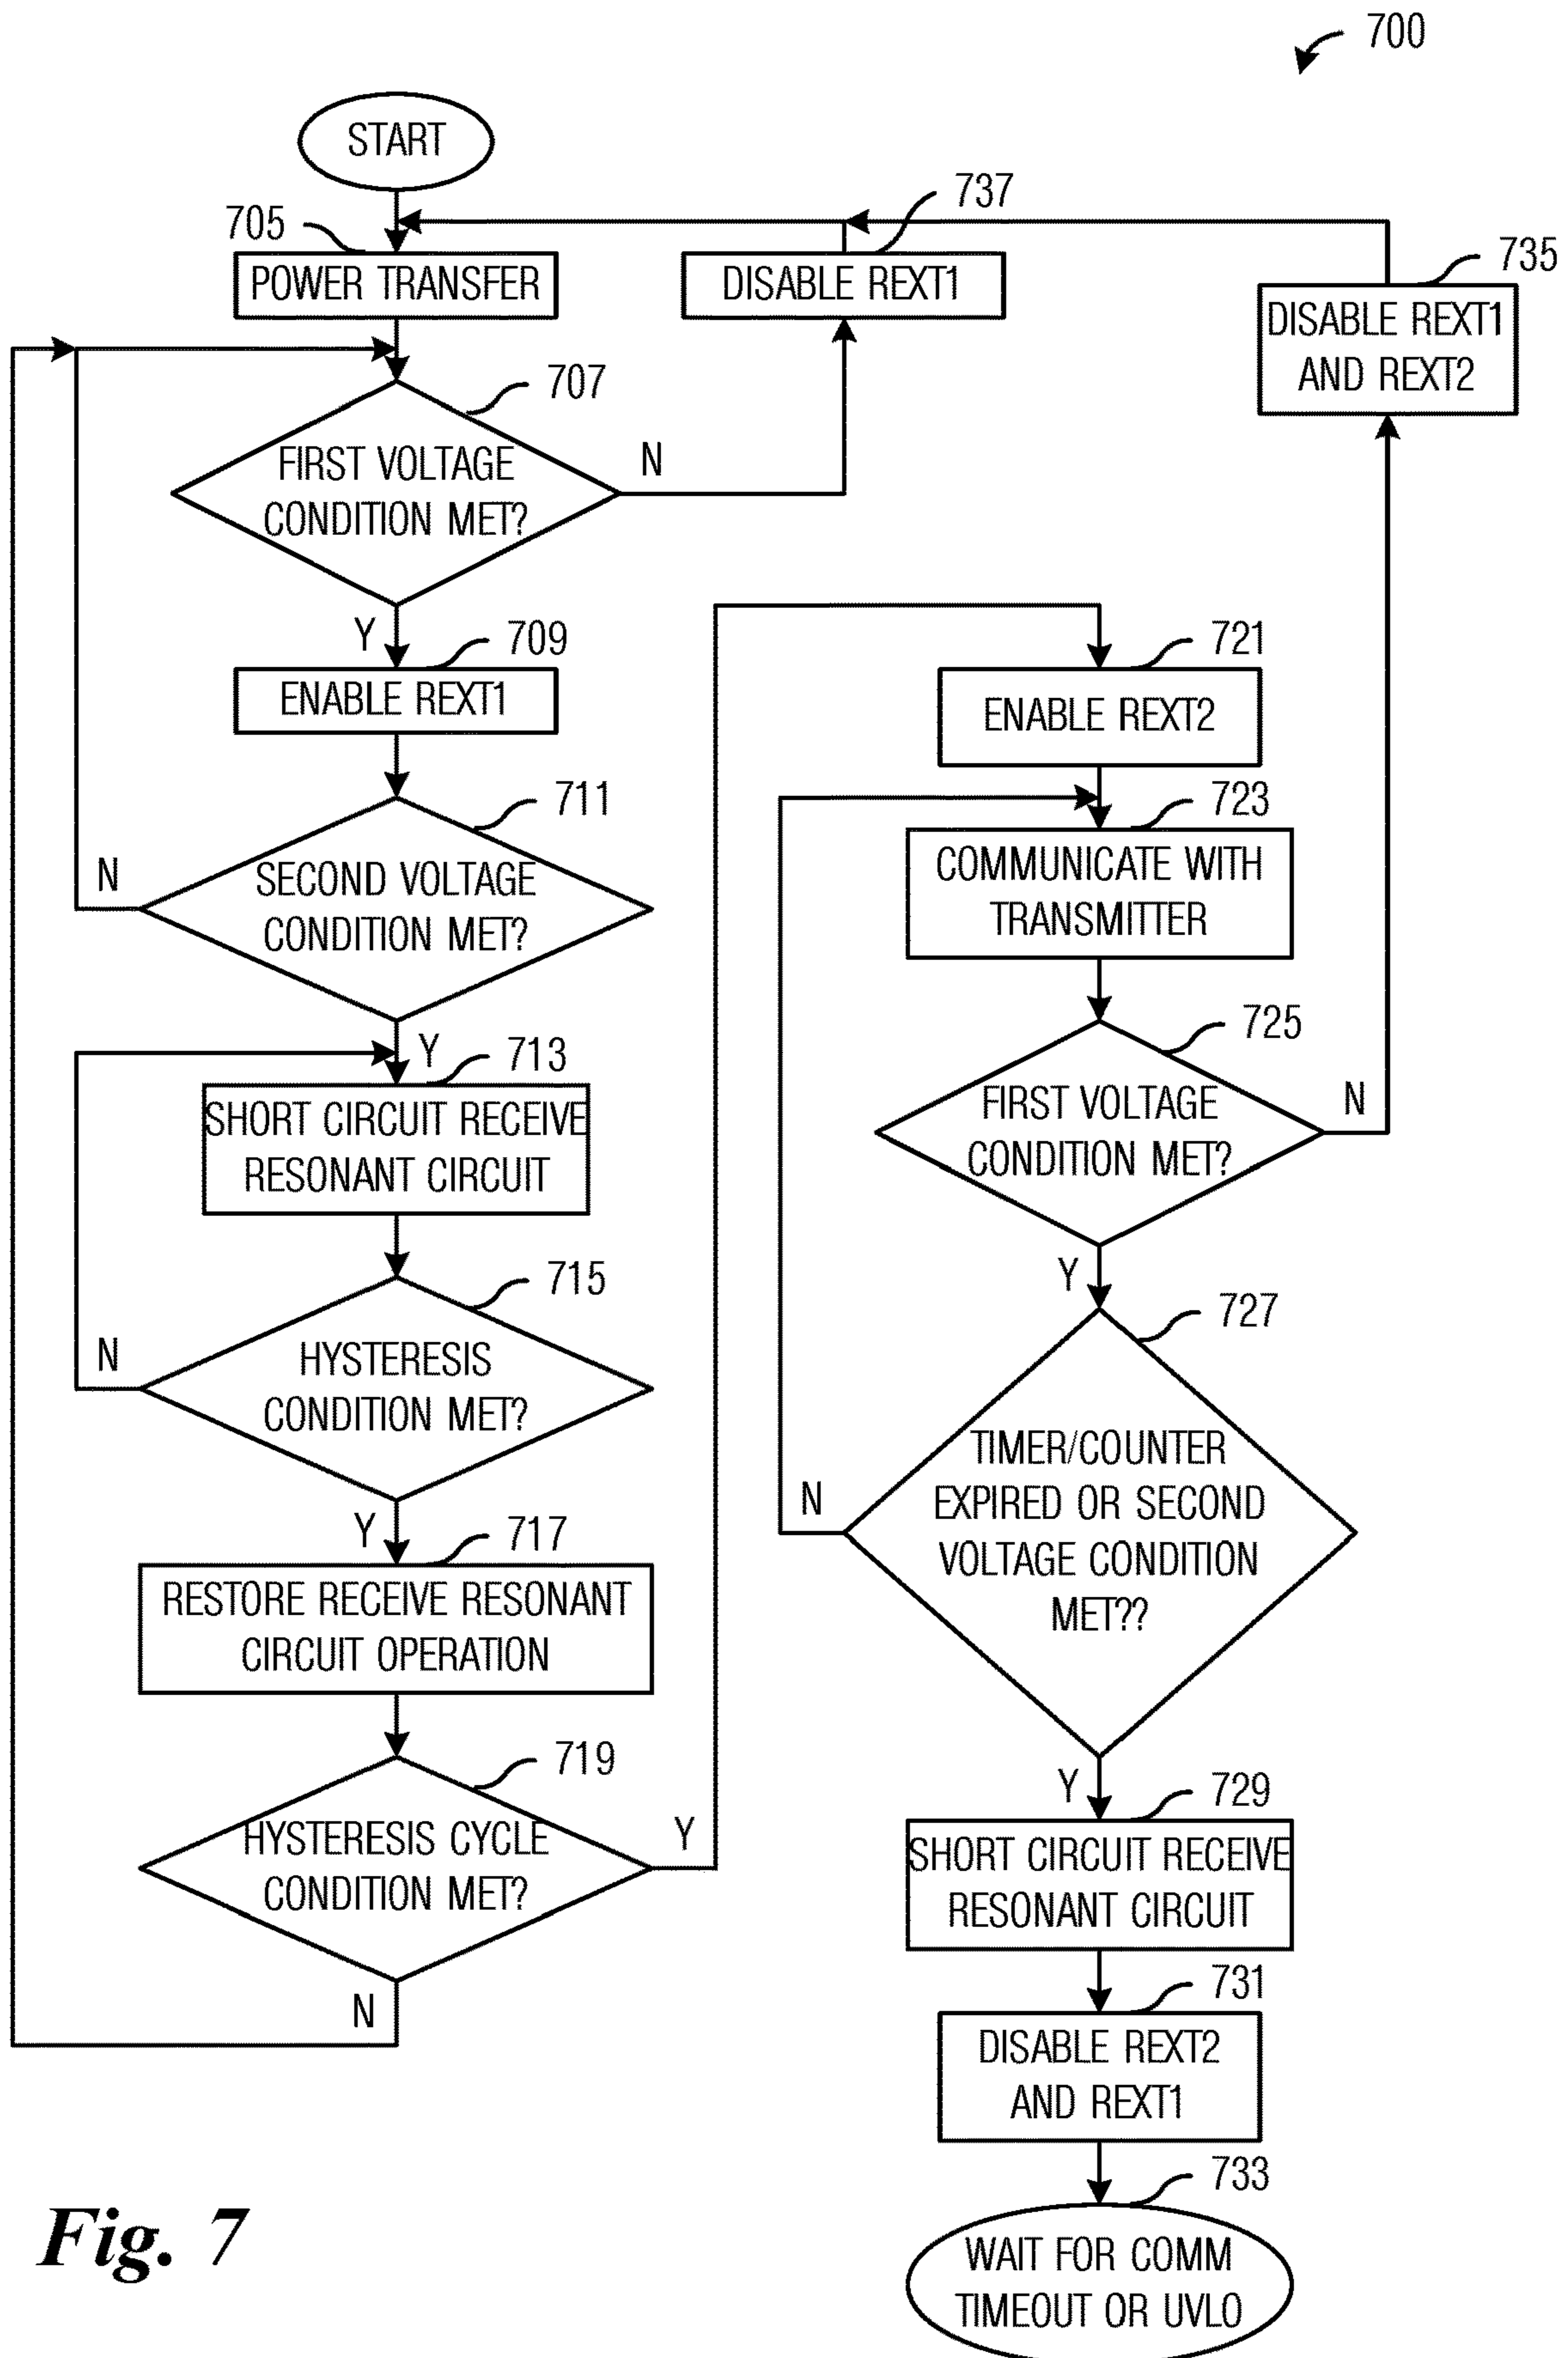 700
START
705
POWER TRANSFER
737
DISABLE REXT1
735
DISABLE REXT1
AND REXT2
707
FIRST VOLTAGE
CONDITION MET?
N
Y
709
ENABLE REXT1
711
SECOND VOLTAGE
CONDITION MET?
N
Y
713
SHORT CIRCUIT RECEIVE
RESONANT CIRCUIT
715
HYSTERESIS
CONDITION MET?
N
Y
717
RESTORE RECEIVE RESONANT
CIRCUIT OPERATION
719
HYSTERESIS CYCLE
CONDITION MET?
Y
N
721
ENABLE REXT2
723
COMMUNICATE WITH
TRANSMITTER
725
FIRST VOLTAGE
CONDITION MET?
N
Y
727
TIMER/COUNTER
EXPIRED OR SECOND
VOLTAGE CONDITION
MET??
N
Y
729
SHORT CIRCUIT RECEIVE
RESONANT CIRCUIT
731
DISABLE REXT2
AND REXT1
733
WAIT FOR COMM
TIMEOUT OR UVLO
Fig. 7